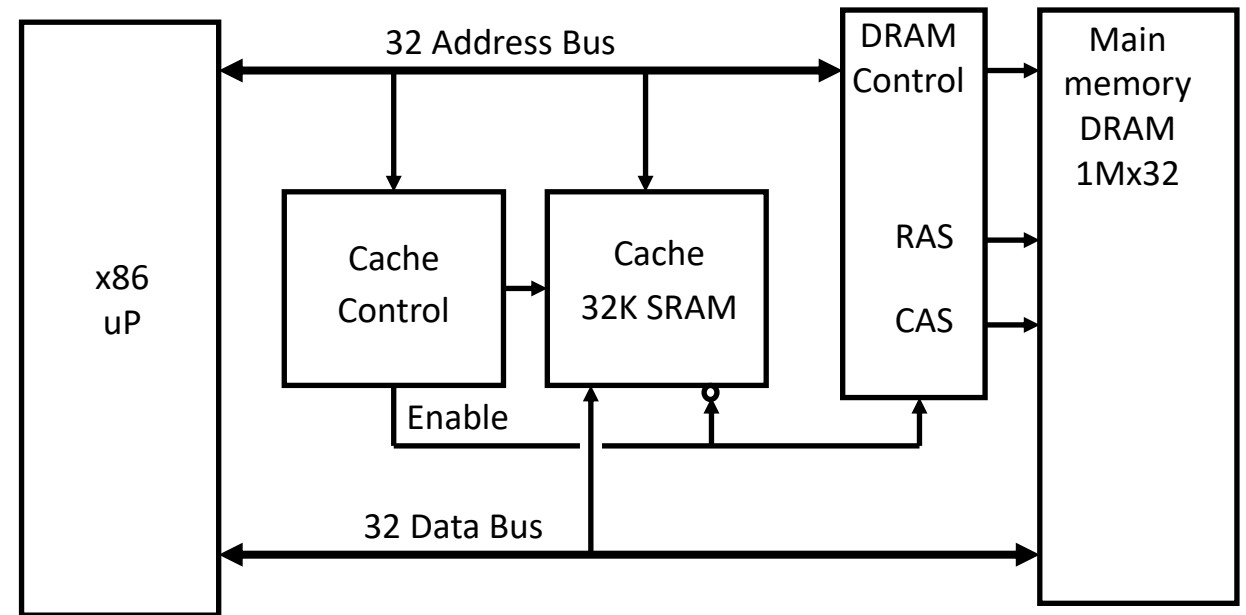 32 Address Bus
DRAM
Control
Main
memory
DRAM
1Mx32
x86
uP
Cache
Control
Cache
32K SRAM
RAS
CAS
Enable
32 Data Bus